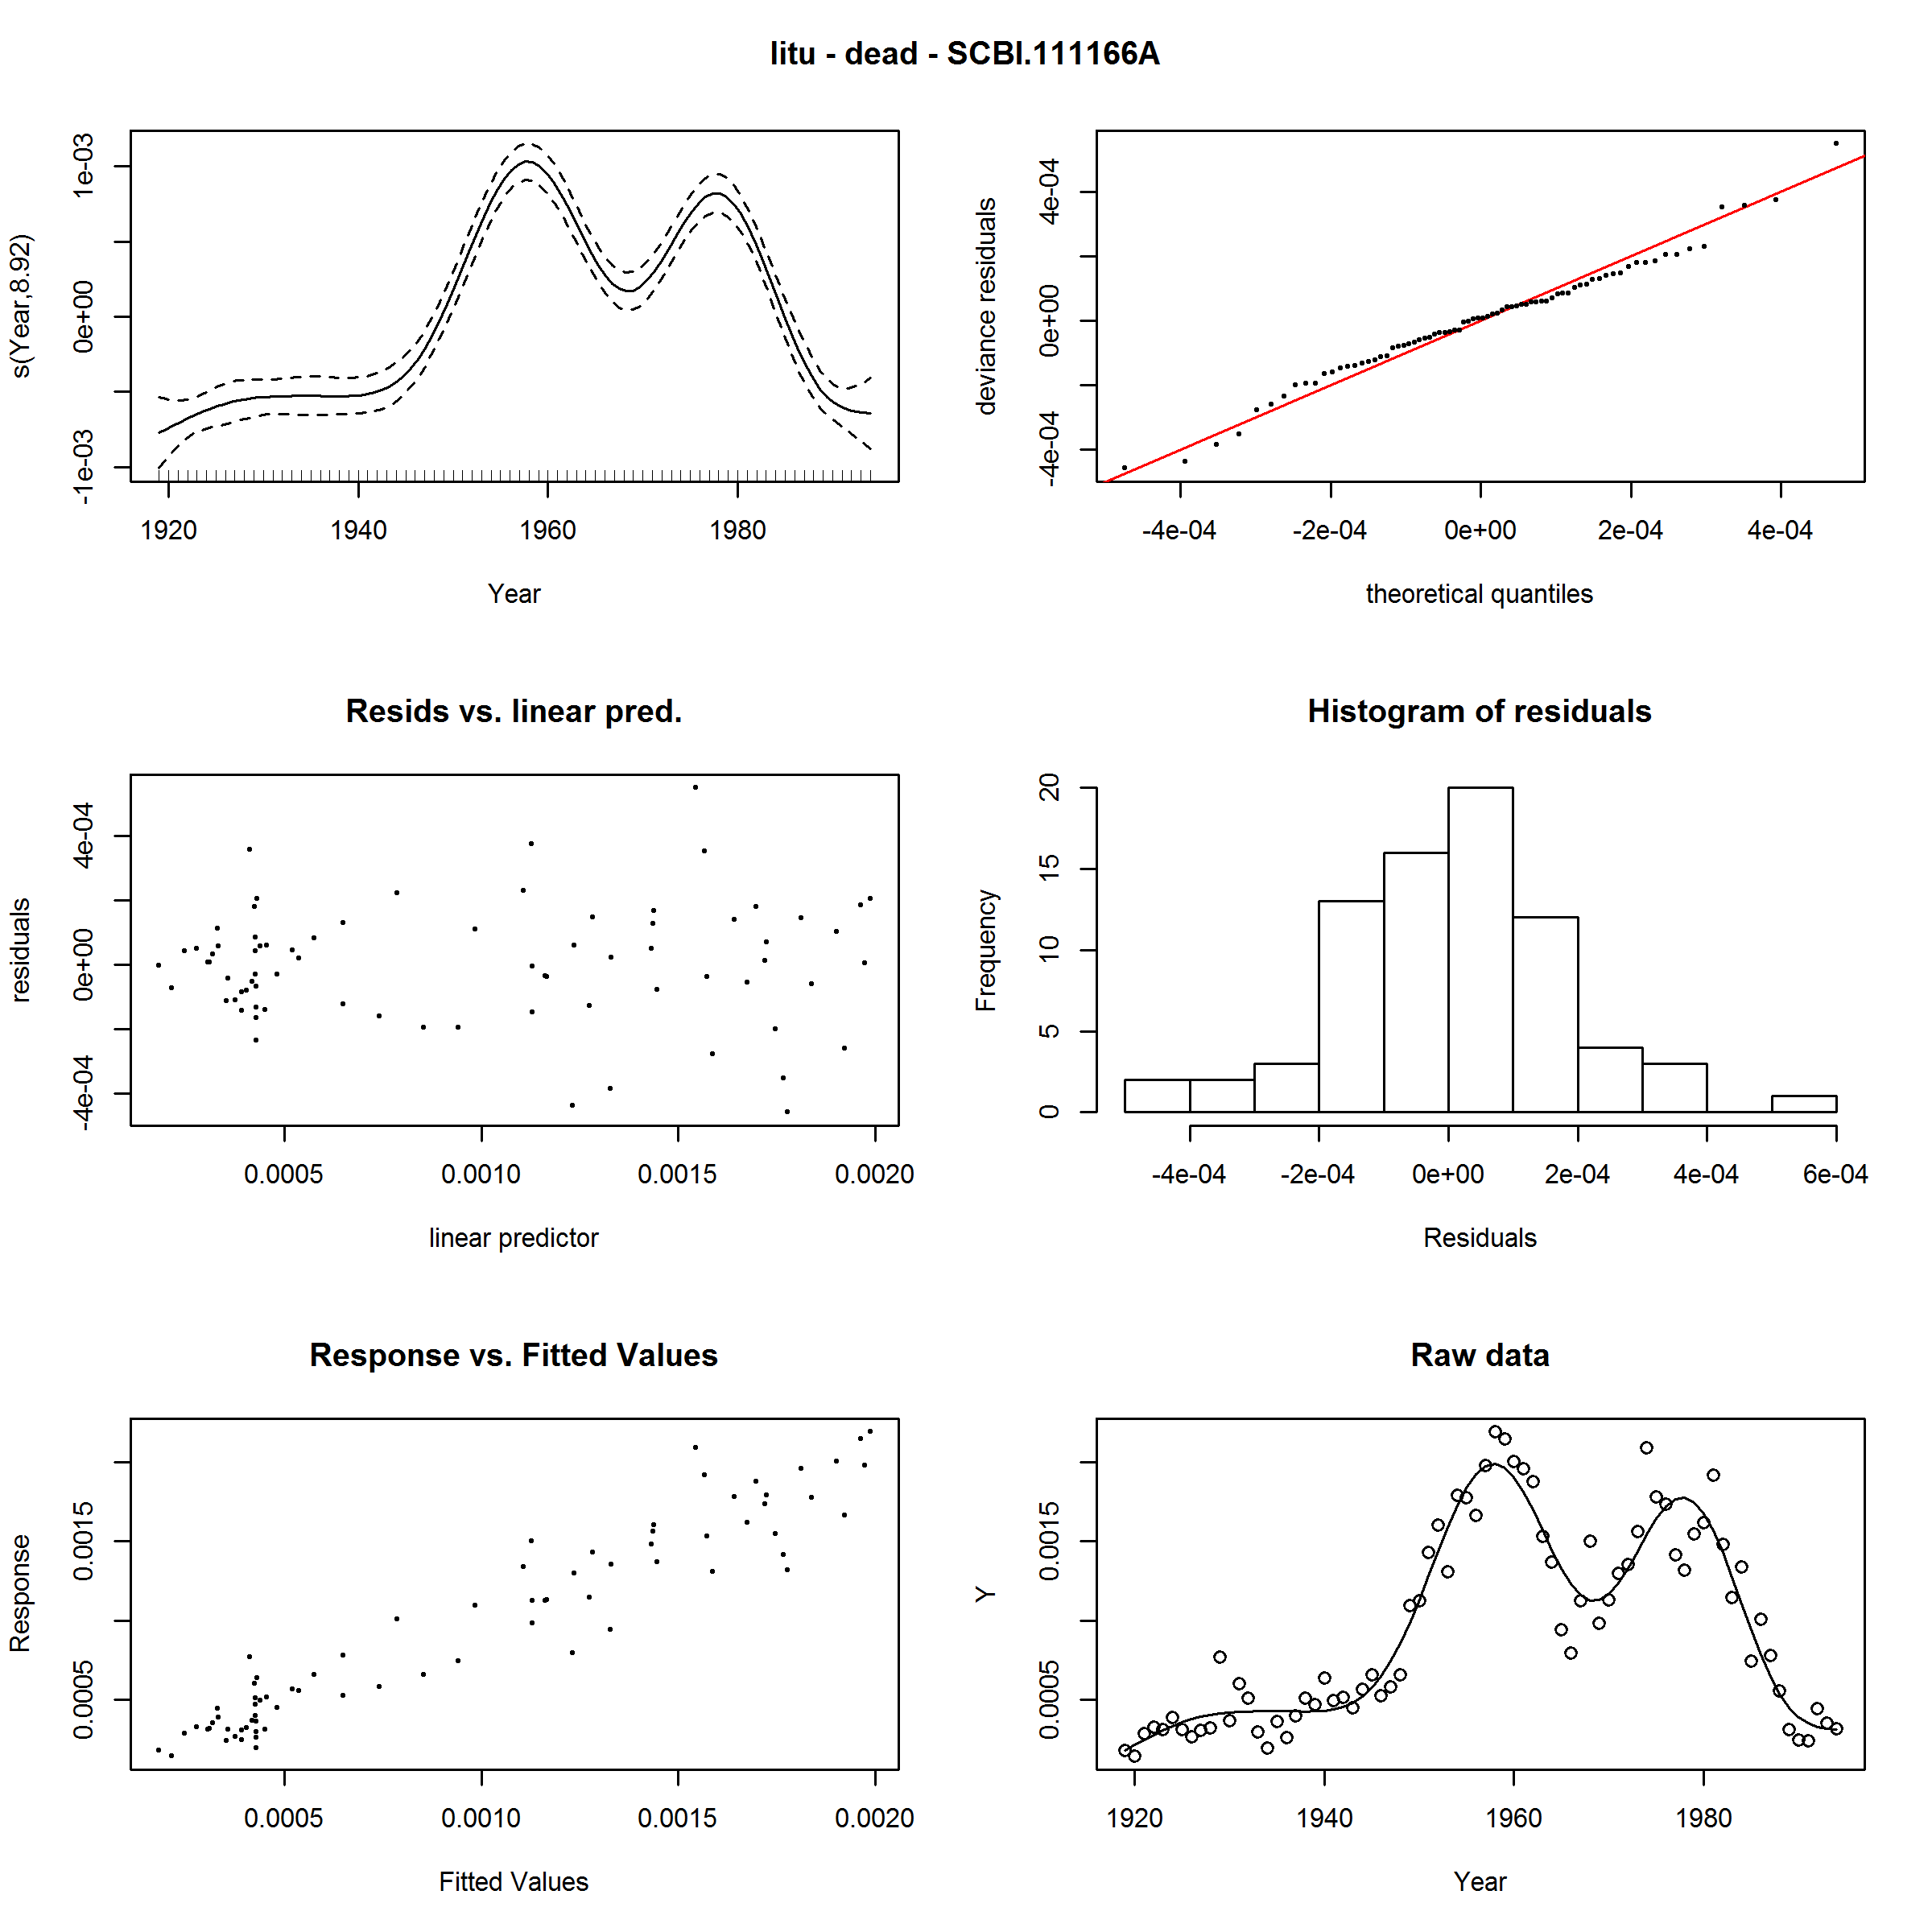 litu - dead - SCBI.111166A
s(Year,8.92)
-1e-03 0e+00 1e-03
1920 1940 1960 1980
Year
deviance residuals
-4e-04 0e+00 4e-04
-4e-04 -2e-04 0e+00 2e-04 4e-04
theoretical quantiles
Resids vs. linear pred.
residuals
-4e-04 0e+00 4e-04
0.0005 0.0010 0.0015 0.0020
linear predictor
Histogram of residuals
Frequency
0 5 10 15 20
-4e-04 -2e-04 0e+00 2e-04 4e-04 6e-04
Residuals
Response vs. Fitted Values
Response
0.0005 0.0015
0.0005 0.0010 0.0015 0.0020
Fitted Values
Raw data
Y
0.0005 0.0015
1920 1940 1960 1980
Year